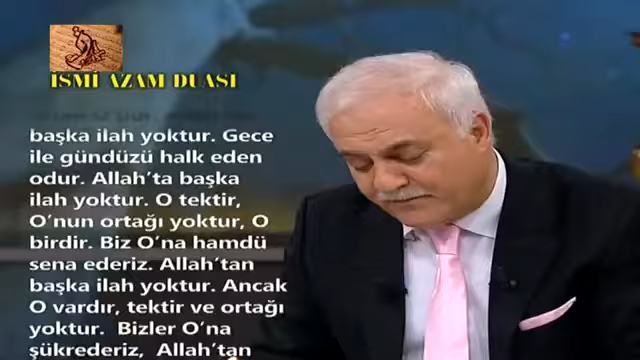 İSMİ AZAM DUASI
başka ilah yoktur. Gece
ile gündüzü halk eden
odur. Allah'ta başka
ilah yoktur. O tektir,
O'nun ortağı yoktur, O
birdir. Biz O'na hamdü
sena ederiz. Allah'tan
başka ilah yoktur. Ancak
O vardır, tektir ve ortağı
yoktur. Bizler O'na
şükrederiz, Allah'tan